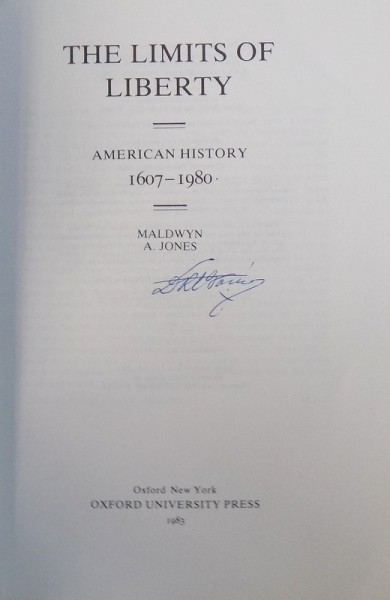 THE LIMITS OF
LIBERTY
AMERICAN HISTORY
1607–1980
MALDWYN
A. JONES
Oxford New York
OXFORD UNIVERSITY PRESS
1983